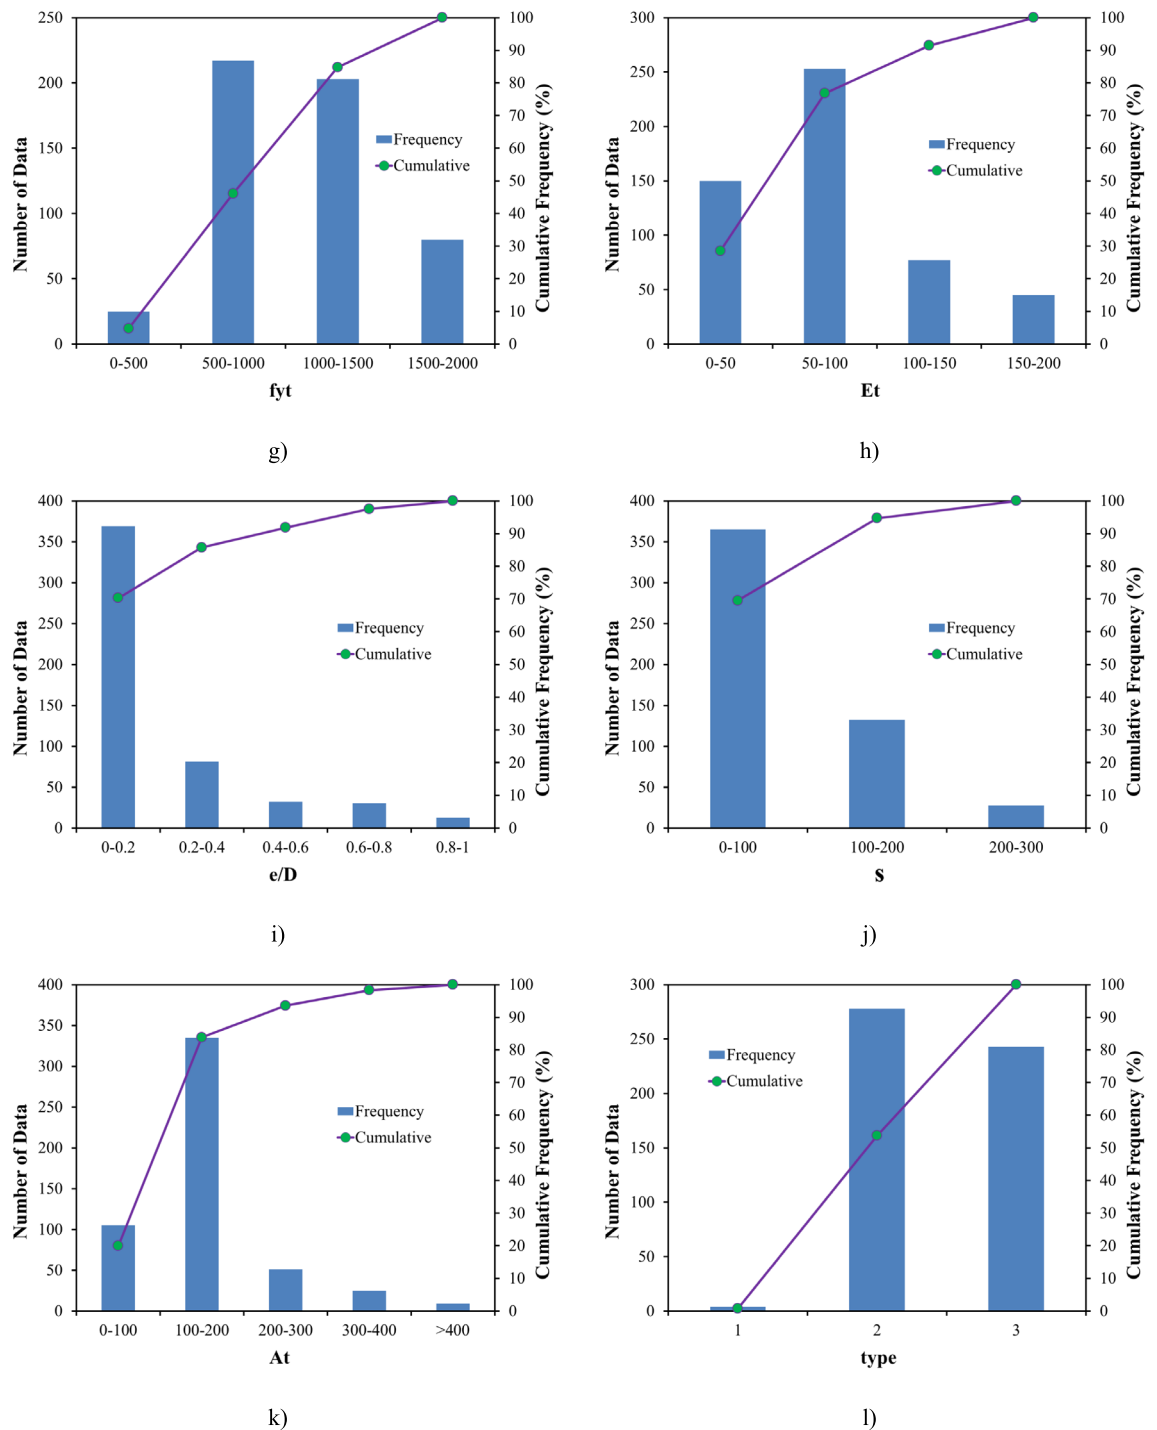 250
200
150
100
50
0
Number of Data
100
90
80
70
60
50
40
30
20
10
0
Cumulative Frequency (%)
Frequency
Cumulative
0-500 500-1000 1000-1500 1500-2000
fyt
g)
300
250
200
150
100
50
0
Number of Data
100
90
80
70
60
50
40
30
20
10
0
Cumulative Frequency (%)
Frequency
Cumulative
0-50 50-100 100-150 150-200
Et
h)
400
350
300
250
200
150
100
50
0
Number of Data
100
90
80
70
60
50
40
30
20
10
0
Cumulative Frequency (%)
Frequency
Cumulative
0-0.2 0.2-0.4 0.4-0.6 0.6-0.8 0.8-1
e/D
i)
400
350
300
250
200
150
100
50
0
Number of Data
100
90
80
70
60
50
40
30
20
10
0
Cumulative Frequency (%)
Frequency
Cumulative
0-100 100-200 200-300
s
j)
400
350
300
250
200
150
100
50
0
Number of Data
100
90
80
70
60
50
40
30
20
10
0
Cumulative Frequency (%)
Frequency
Cumulative
0-100 100-200 200-300 300-400 >400
At
k)
300
250
200
150
100
50
0
Number of Data
100
90
80
70
60
50
40
30
20
10
0
Cumulative Frequency (%)
Frequency
Cumulative
1 2 3
type
l)